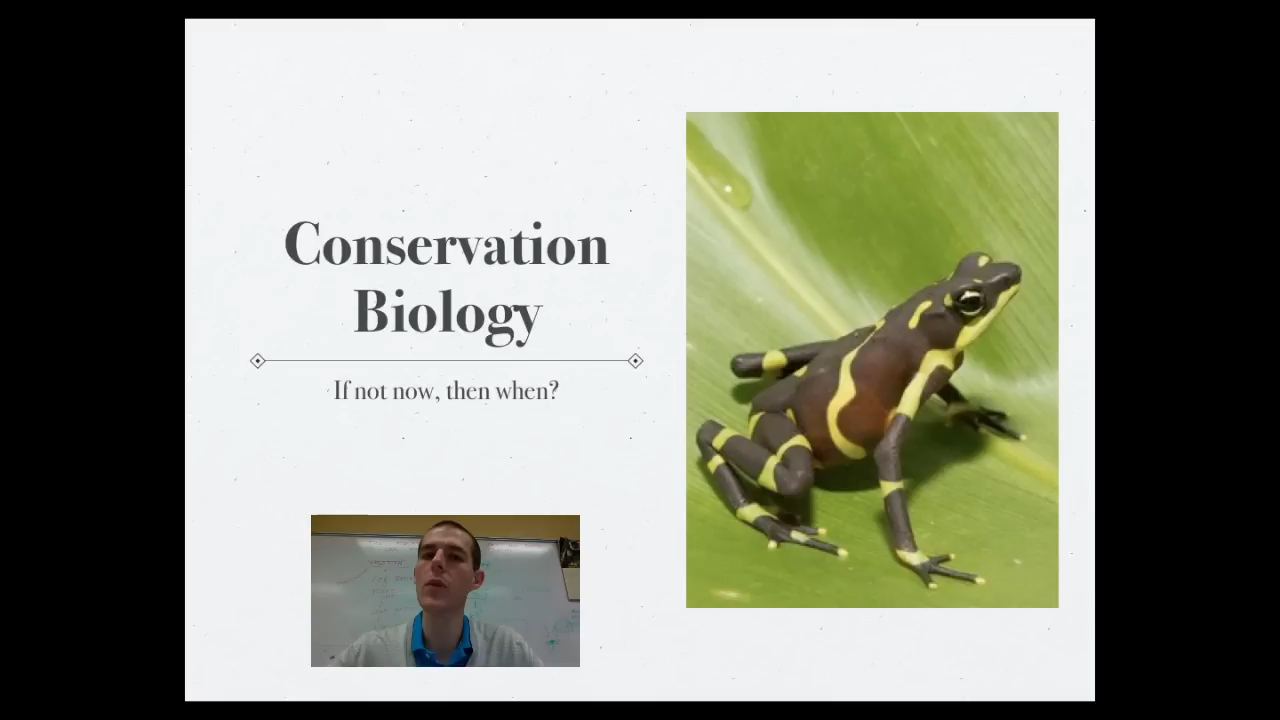 Conservation
Biology
If not now, then when?